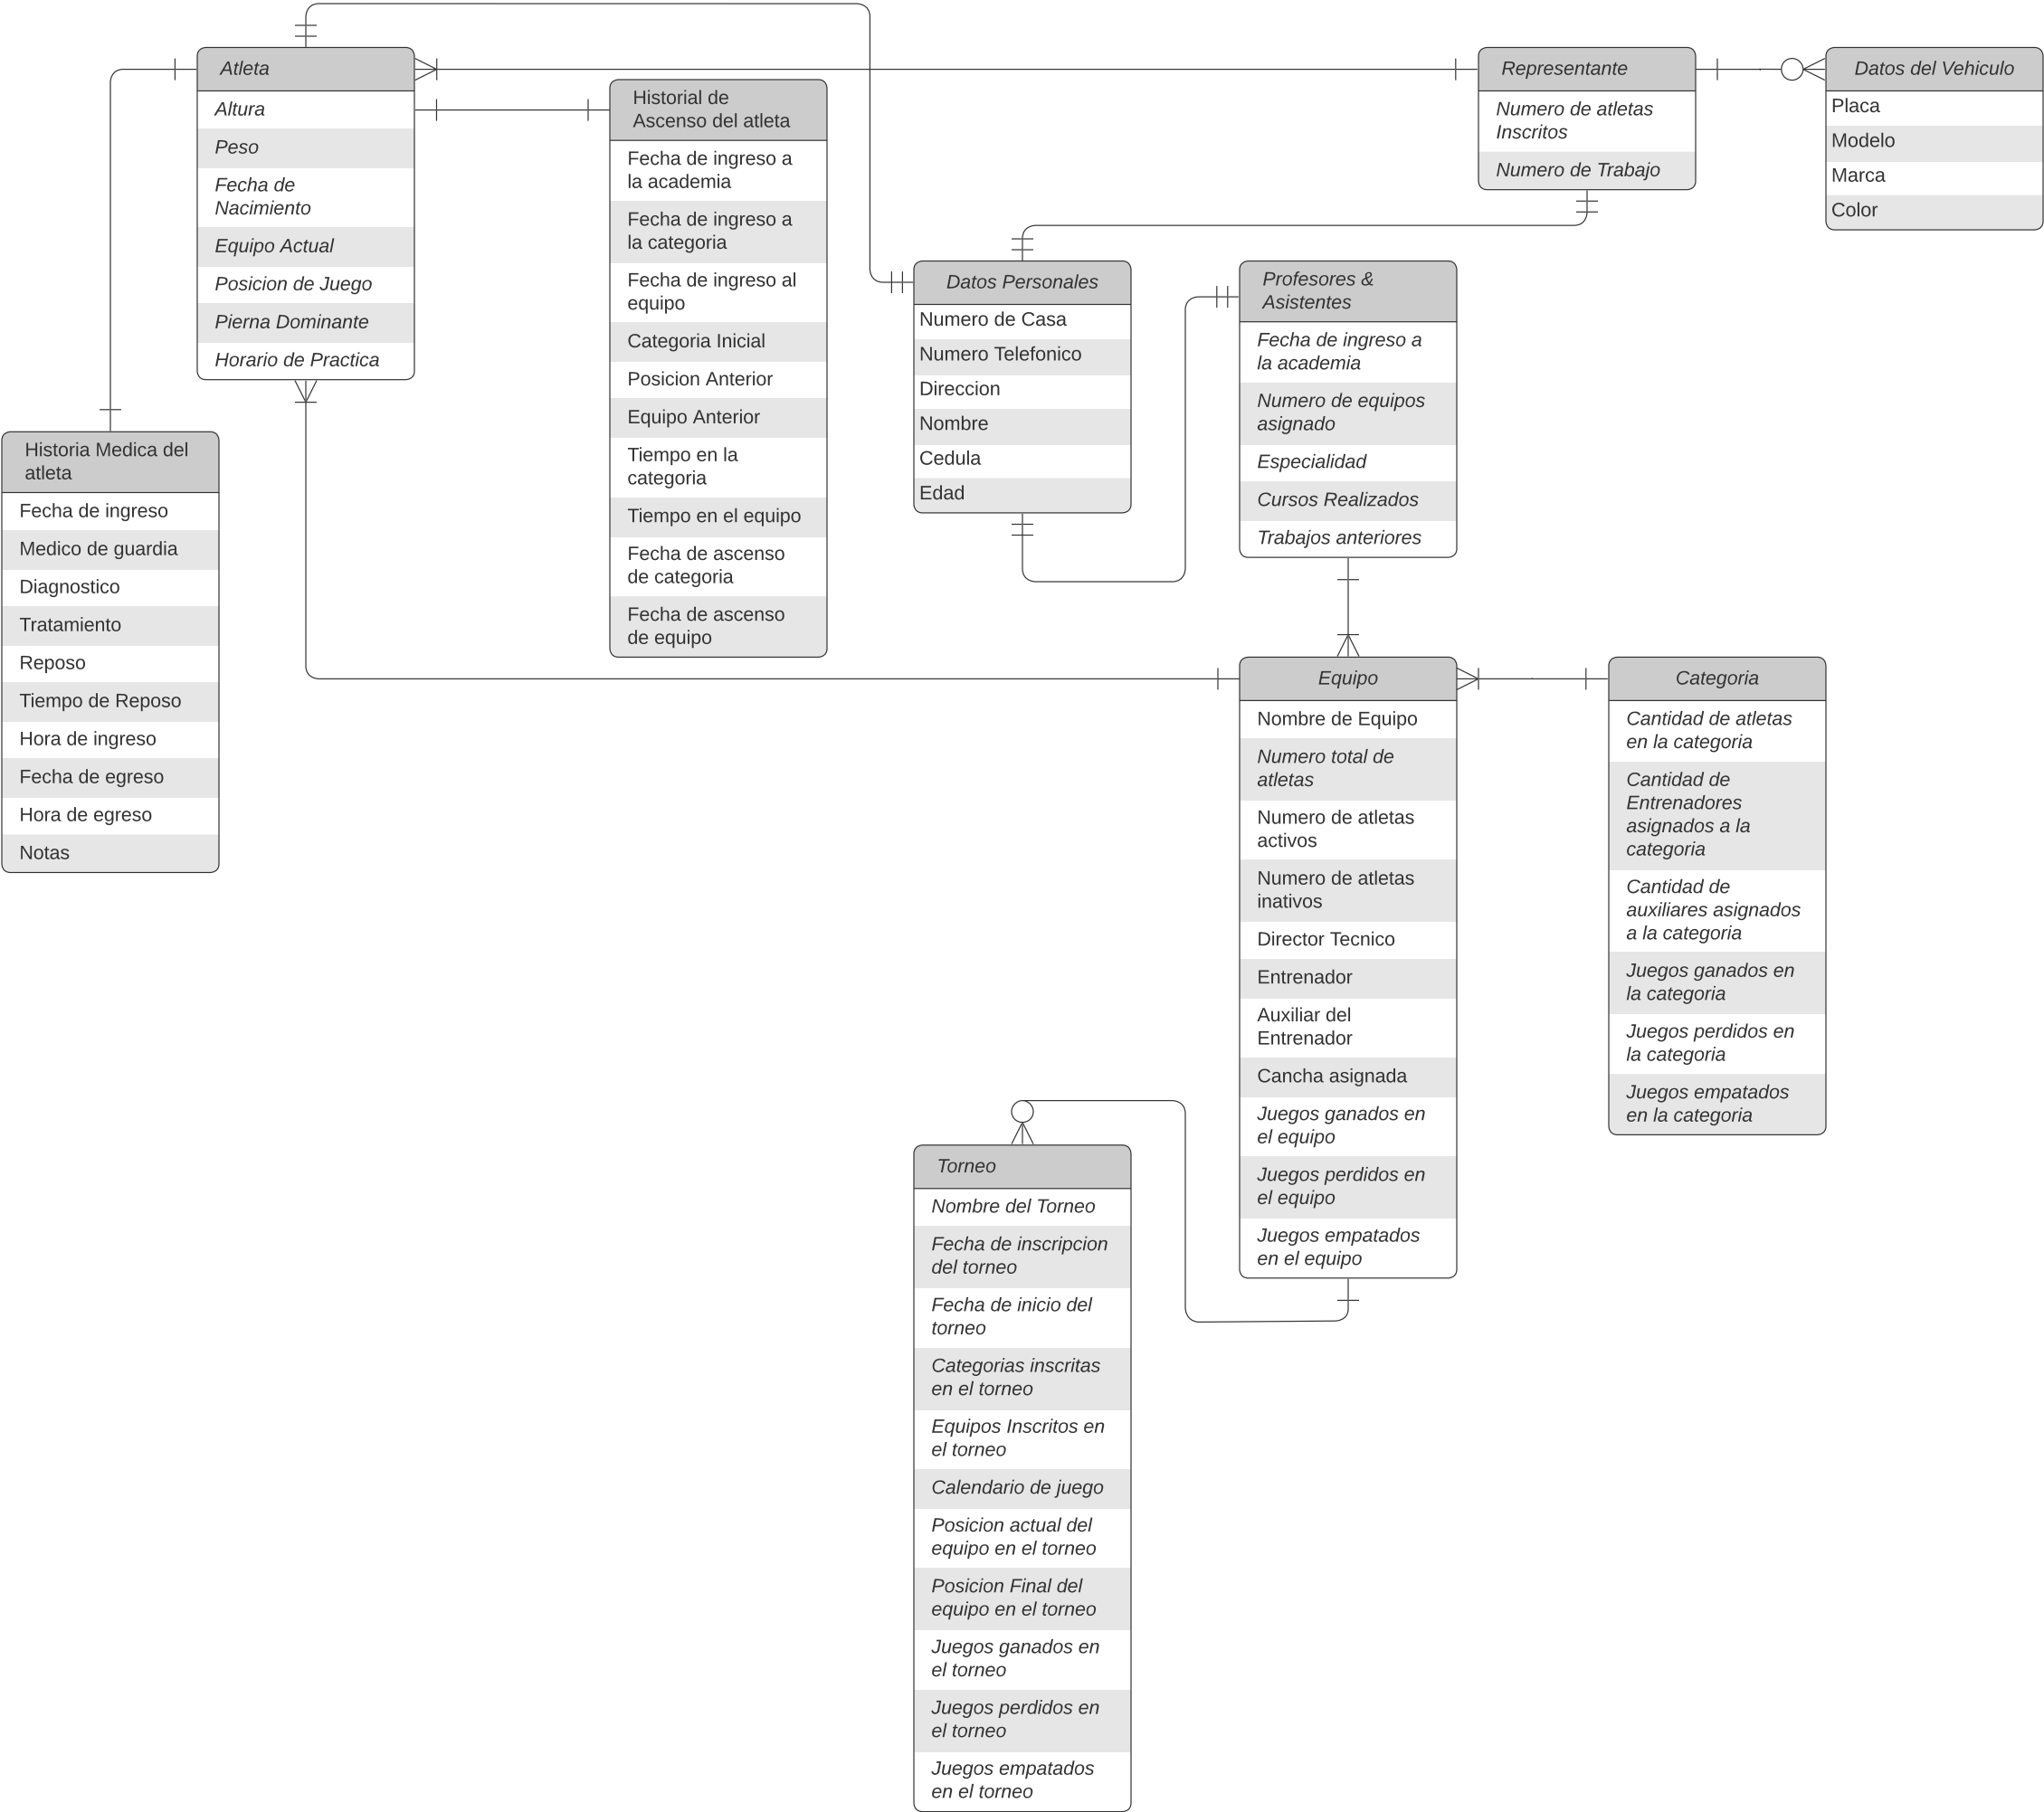 Atleta
Altura
Peso
Fecha de
Nacimiento
Equipo Actual
Posicion de Juego
Pierna Dominante
Horario de Practica
Historial de
Ascenso del atleta
Fecha de ingreso a
la academia
Fecha de ingreso a
la categoria
Fecha de ingreso al
equipo
Categoria Inicial
Posicion Anterior
Equipo Anterior
Tiempo en la
categoria
Tiempo en el equipo
Fecha de ascenso
de categoria
Fecha de ascenso
de equipo
Representante
Numero de atletas
Inscritos
Numero de Trabajo
Datos del Vehiculo
Placa
Modelo
Marca
Color
Datos Personales
Numero de Casa
Numero Telefonico
Direccion
Nombre
Cedula
Edad
Profesores &
Asistentes
Fecha de ingreso a
la academia
Numero de equipos
asignado
Especialidad
Cursos Realizados
Trabajos anteriores
Historia Medica del
atleta
Fecha de ingreso
Medico de guardia
Diagnostico
Tratamiento
Reposo
Tiempo de Reposo
Hora de ingreso
Fecha de egreso
Hora de egreso
Notas
Equipo
Nombre de Equipo
Numero total de
atletas
Numero de atletas
activos
Numero de atletas
inativos
Director Tecnico
Entrenador
Auxiliar del
Entrenador
Cancha asignada
Juegos ganados en
el equipo
Juegos perdidos en
el equipo
Juegos empatados
en el equipo
Categoria
Cantidad de atletas
en la categoria
Cantidad de
Entrenadores
asignados a la
categoria
Cantidad de
auxiliares asignados
a la categoria
Juegos ganados en
la categoria
Juegos perdidos en
la categoria
Juegos empatados
en la categoria
Torneo
Nombre del Torneo
Fecha de inscripcion
del torneo
Fecha de inicio del
torneo
Categorias inscritas
en el torneo
Equipos Inscritos en
el torneo
Calendario de juego
Posicion actual del
equipo en el torneo
Posicion Final del
equipo en el torneo
Juegos ganados en
el torneo
Juegos perdidos en
el torneo
Juegos empatados
en el torneo